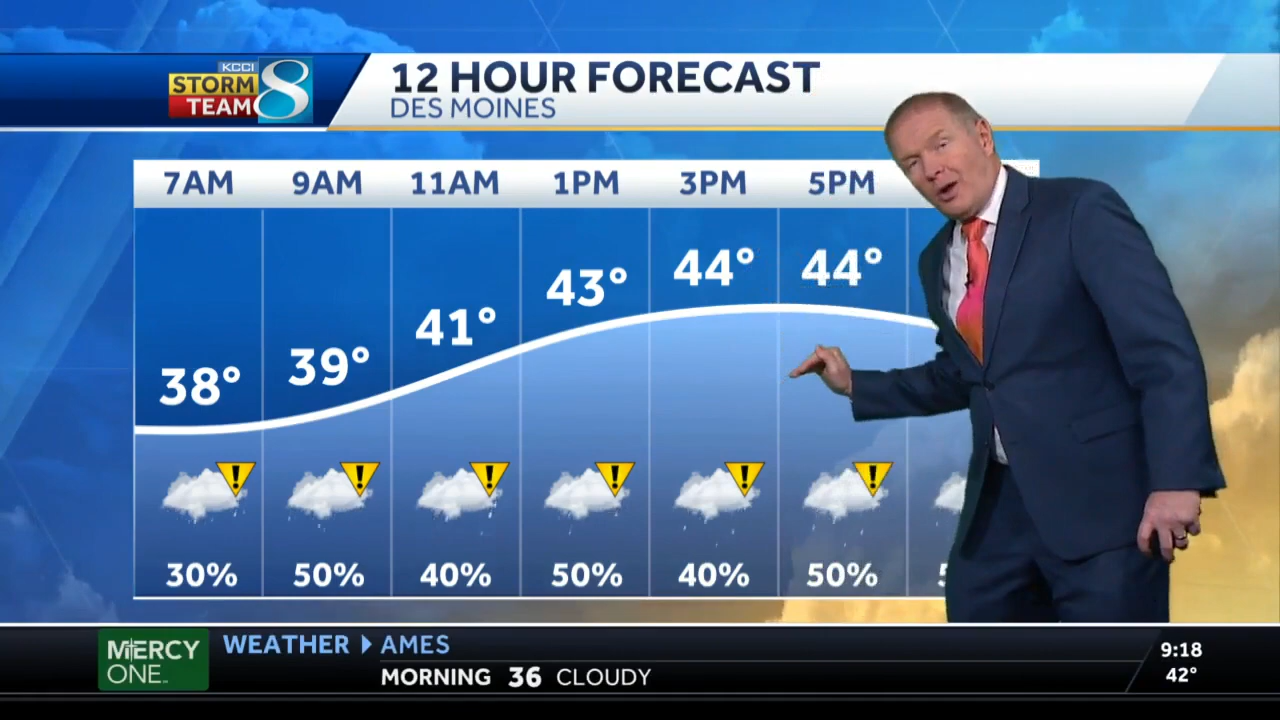 KCCI
STORM
TEAM 8
12 HOUR FORECAST
DES MOINES
7AM 9AM 11AM 1PM 3PM 5PM
38° 39° 41° 43° 44° 44°
! ! ! ! ! !
30% 50% 40% 50% 40% 50% 5
MERCY
ONE
WEATHER AMES
MORNING 36 CLOUDY
9:18
42°